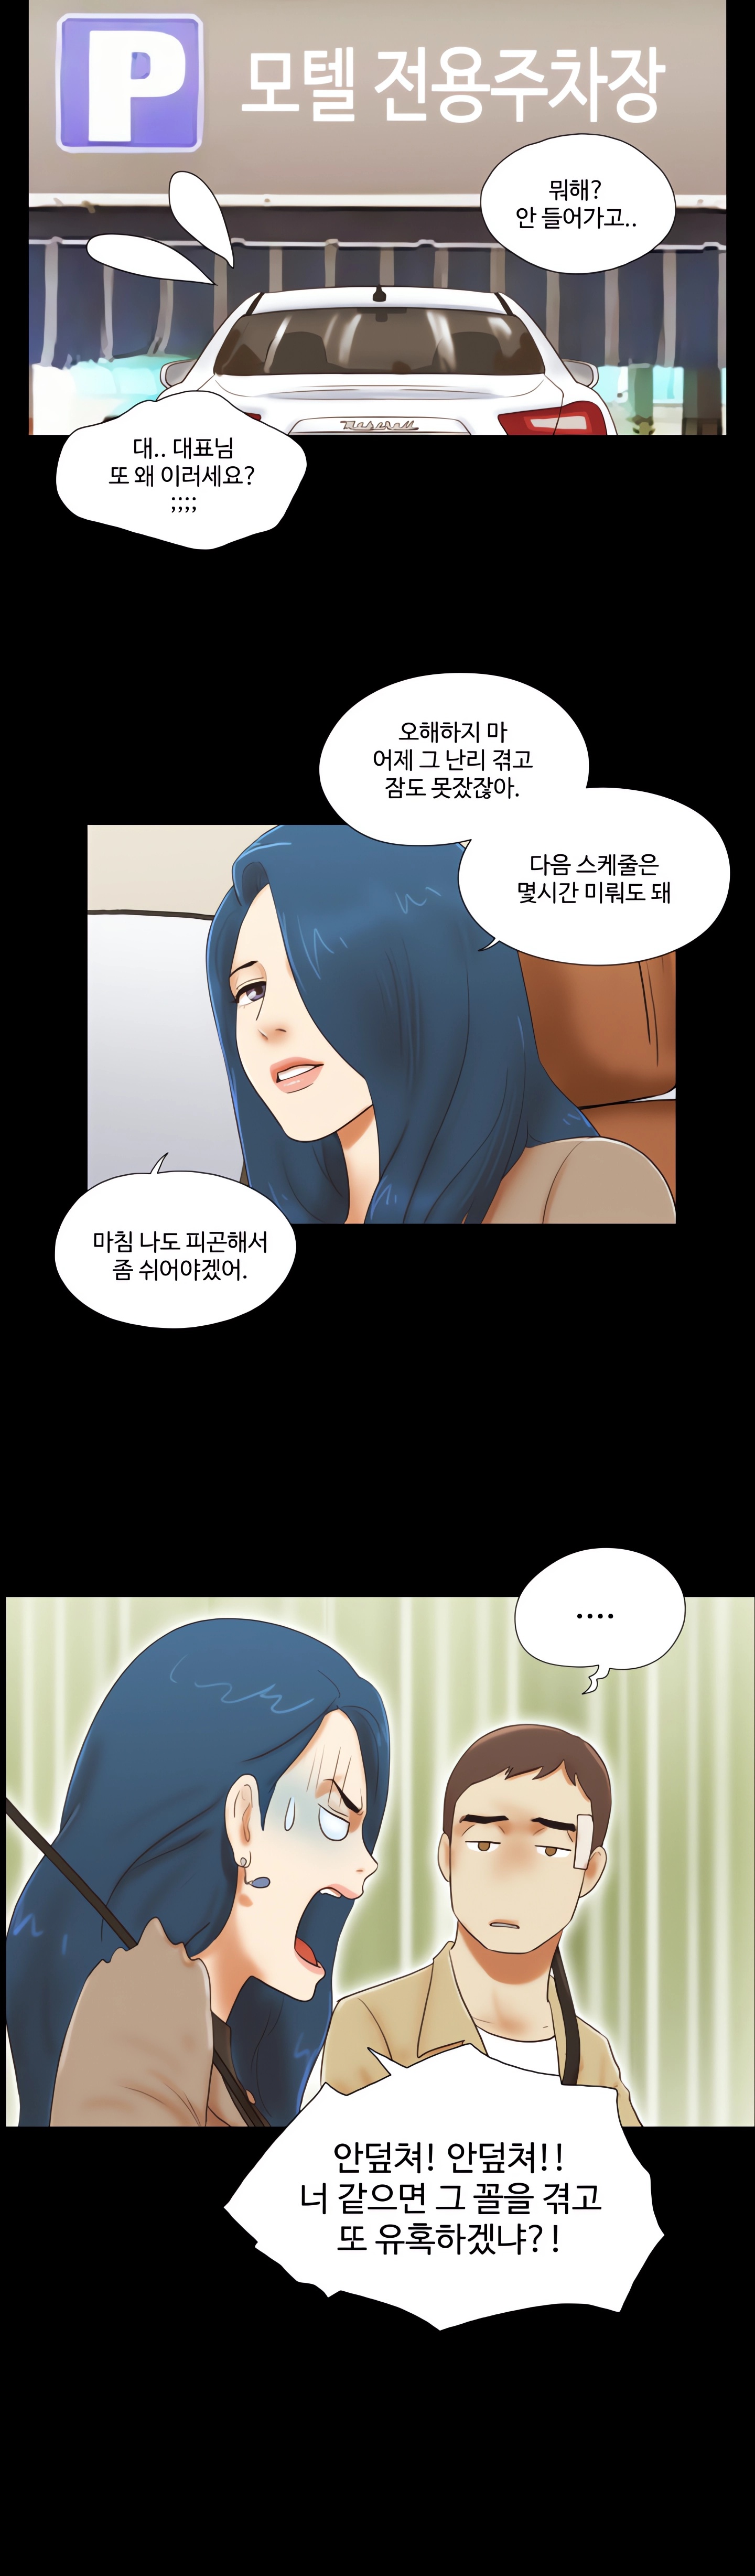 P 모텔 전용주차장
뭐해?
안 들어가고..
Maserati
대.. 대표님
또 왜 이러세요?
;;;;
오해하지 마
어제 그 난리 겪고
잠도 못잤잖아.
다음 스케줄은
몇시간 미뤄도 돼
마침 나도 피곤해서
좀 쉬어야겠어.
....
안덮쳐! 안덮쳐!!
너 같으면 그 꼴을 겪고
또 유혹하겠냐?!